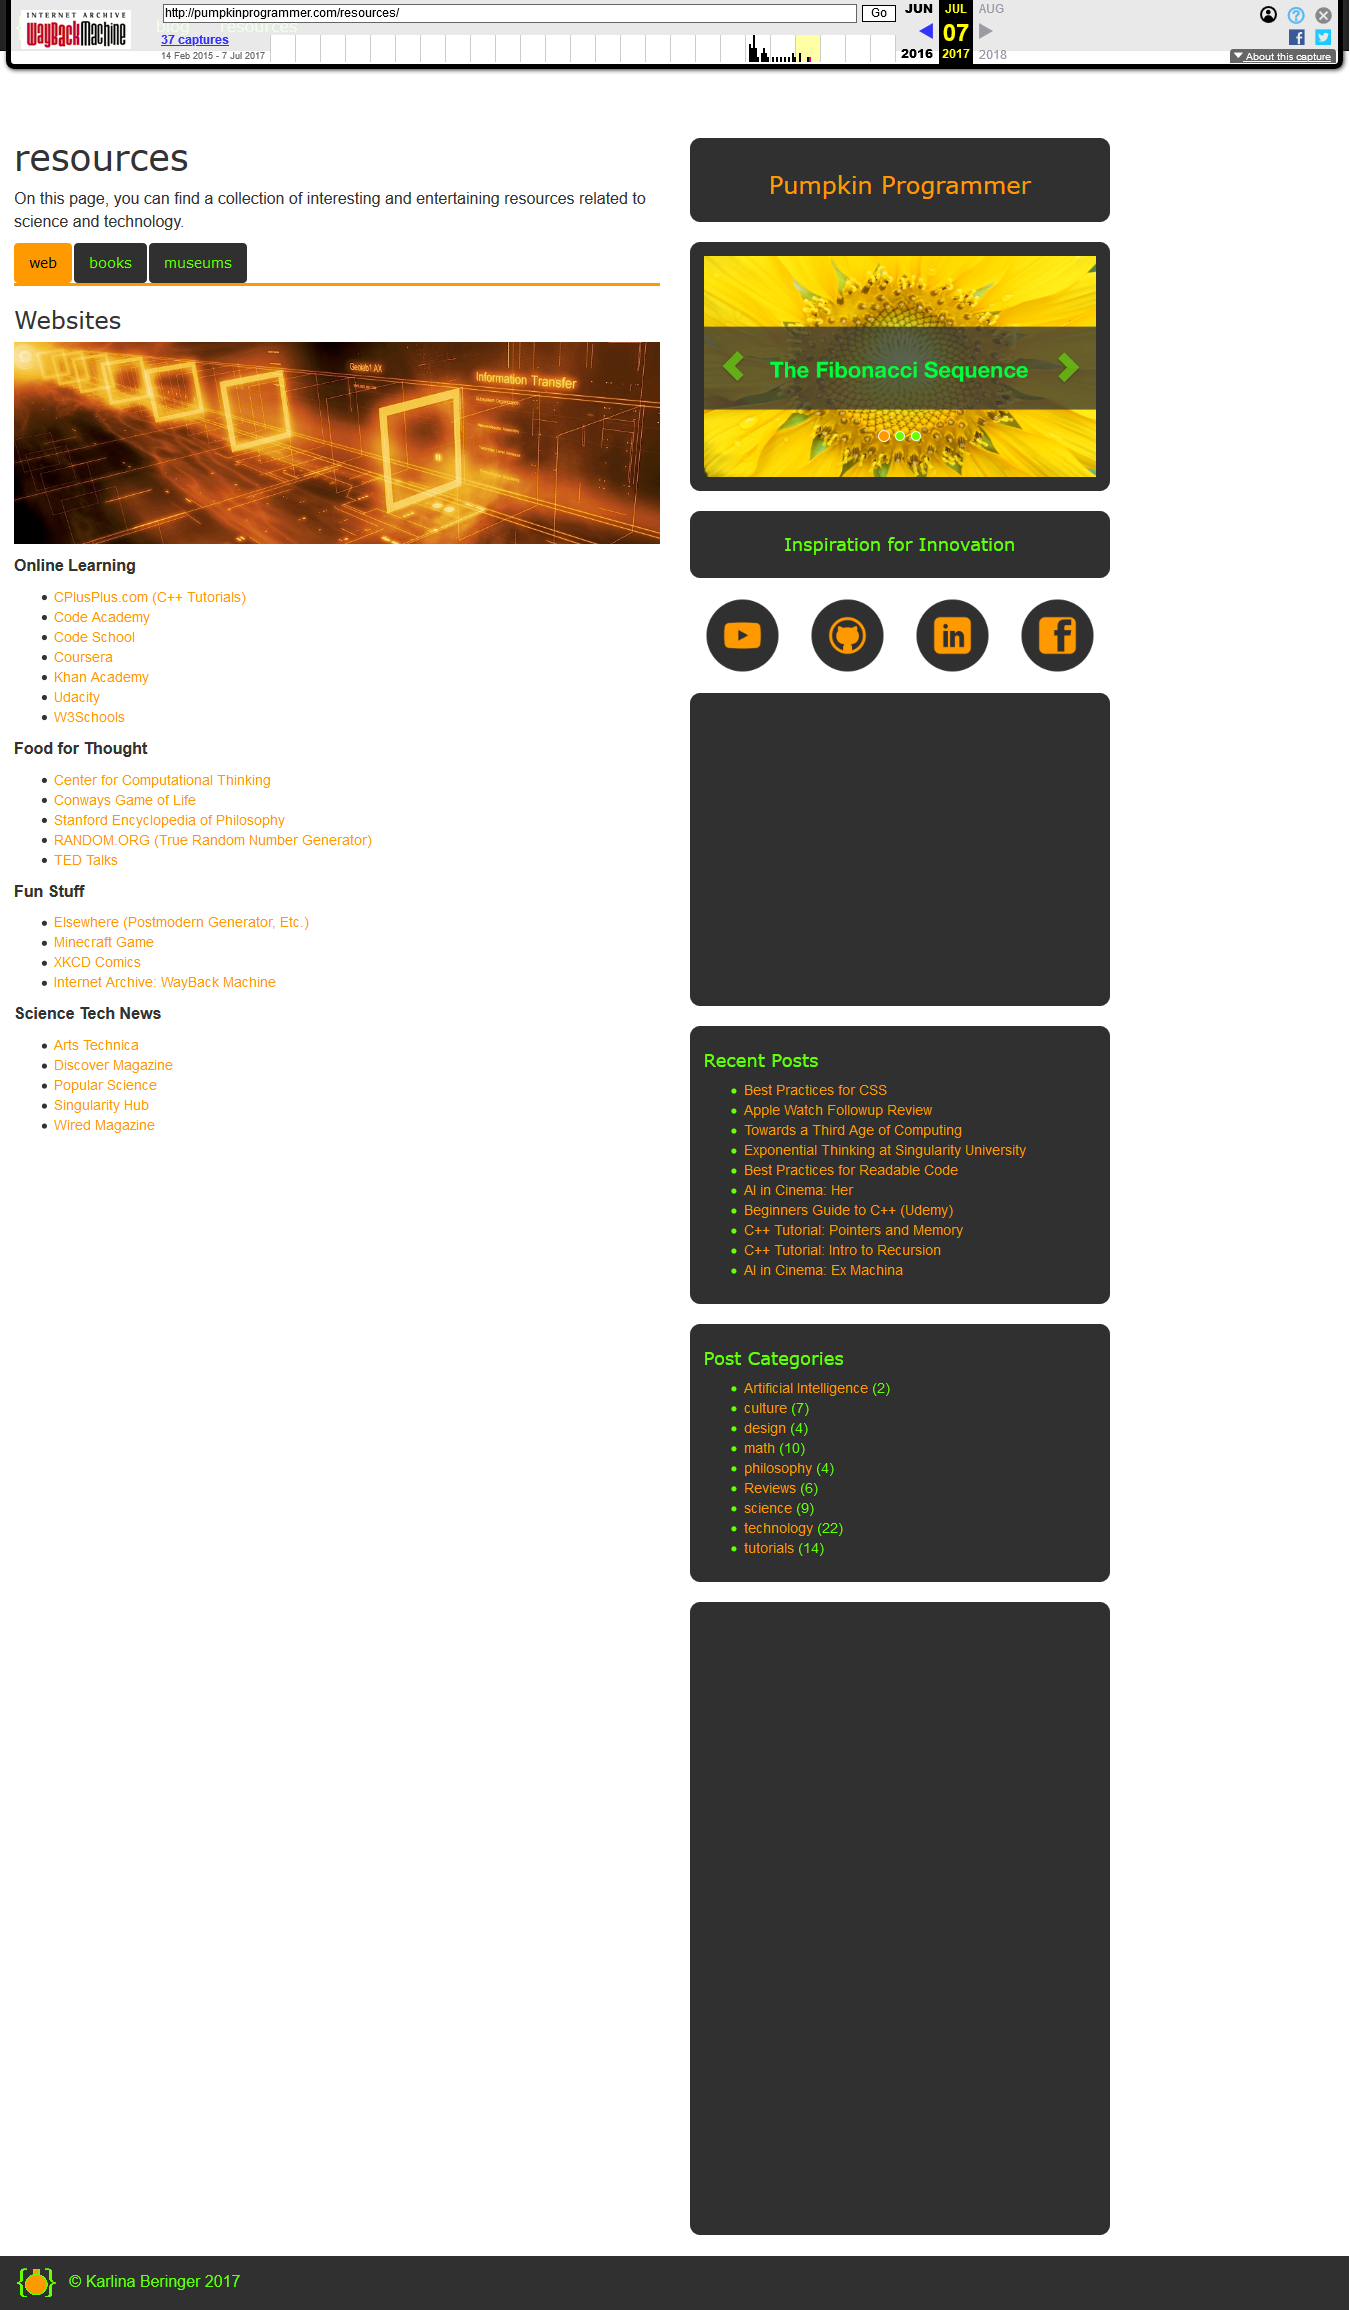 INTERNET ARCHIVE
WayBackMachine
http://pumpkinprogrammer.com/resources/
Go
blog
resources
37 captures
14 Feb 2015 - 7 Jul 2017
JUN
JUL
AUG
07
2016
2017
2018
About this capture
resources
On this page, you can find a collection of interesting and entertaining resources related to
science and technology.
web
books
museums
Websites
Geolab1 AX
Information Transfer
Online Learning
CPlusPlus.com (C++ Tutorials)
Code Academy
Code School
Coursera
Khan Academy
Udacity
W3Schools
Food for Thought
Center for Computational Thinking
Conways Game of Life
Stanford Encyclopedia of Philosophy
RANDOM.ORG (True Random Number Generator)
TED Talks
Fun Stuff
Elsewhere (Postmodern Generator, Etc.)
Minecraft Game
XKCD Comics
Internet Archive: WayBack Machine
Science Tech News
Arts Technica
Discover Magazine
Popular Science
Singularity Hub
Wired Magazine
Pumpkin Programmer
The Fibonacci Sequence
Inspiration for Innovation
Recent Posts
Best Practices for CSS
Apple Watch Followup Review
Towards a Third Age of Computing
Exponential Thinking at Singularity University
Best Practices for Readable Code
AI in Cinema: Her
Beginners Guide to C++ (Udemy)
C++ Tutorial: Pointers and Memory
C++ Tutorial: Intro to Recursion
AI in Cinema: Ex Machina
Post Categories
Artificial Intelligence (2)
culture (7)
design (4)
math (10)
philosophy (4)
Reviews (6)
science (9)
technology (22)
tutorials (14)
© Karlina Beringer 2017